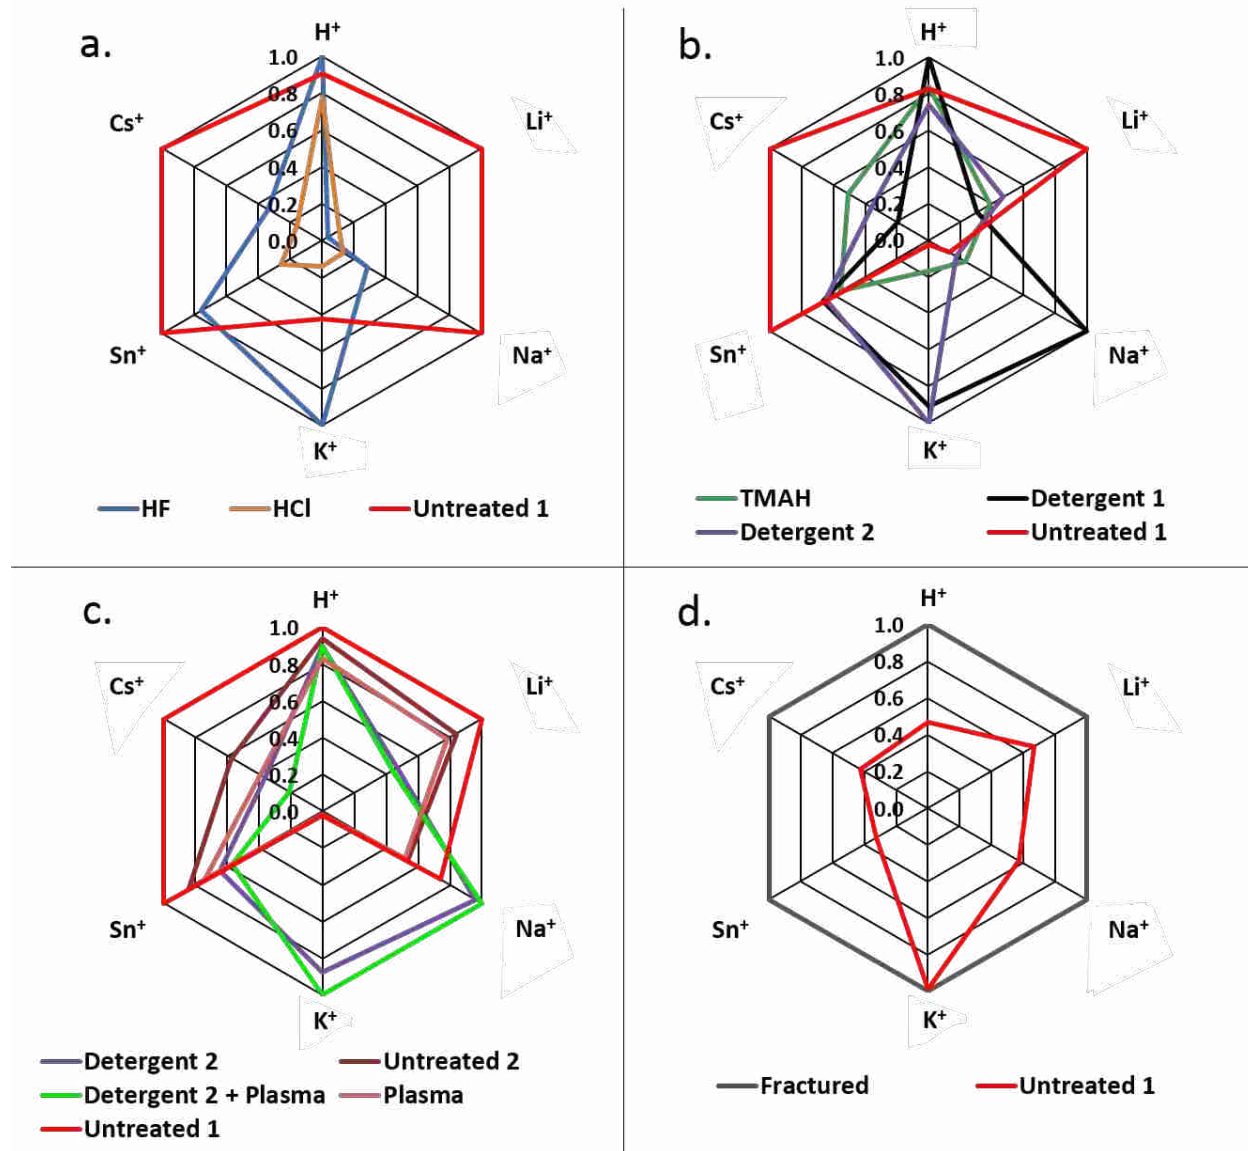 a.
H⁺
1.0
0.8
0.6
0.4
0.2
0.0
Cs⁺
Li⁺
Sn⁺
Na⁺
K⁺
HF HCl Untreated 1
b.
H⁺
1.0
0.8
0.6
0.4
0.2
0.0
Cs⁺
Li⁺
Sn⁺
Na⁺
K⁺
TMAH Detergent 1
Detergent 2 Untreated 1
c.
H⁺
1.0
0.8
0.6
0.4
0.2
0.0
Cs⁺
Li⁺
Sn⁺
Na⁺
K⁺
Detergent 2 Untreated 2
Detergent 2 + Plasma Plasma
Untreated 1
d.
H⁺
1.0
0.8
0.6
0.4
0.2
0.0
Cs⁺
Li⁺
Sn⁺
Na⁺
K⁺
Fractured Untreated 1